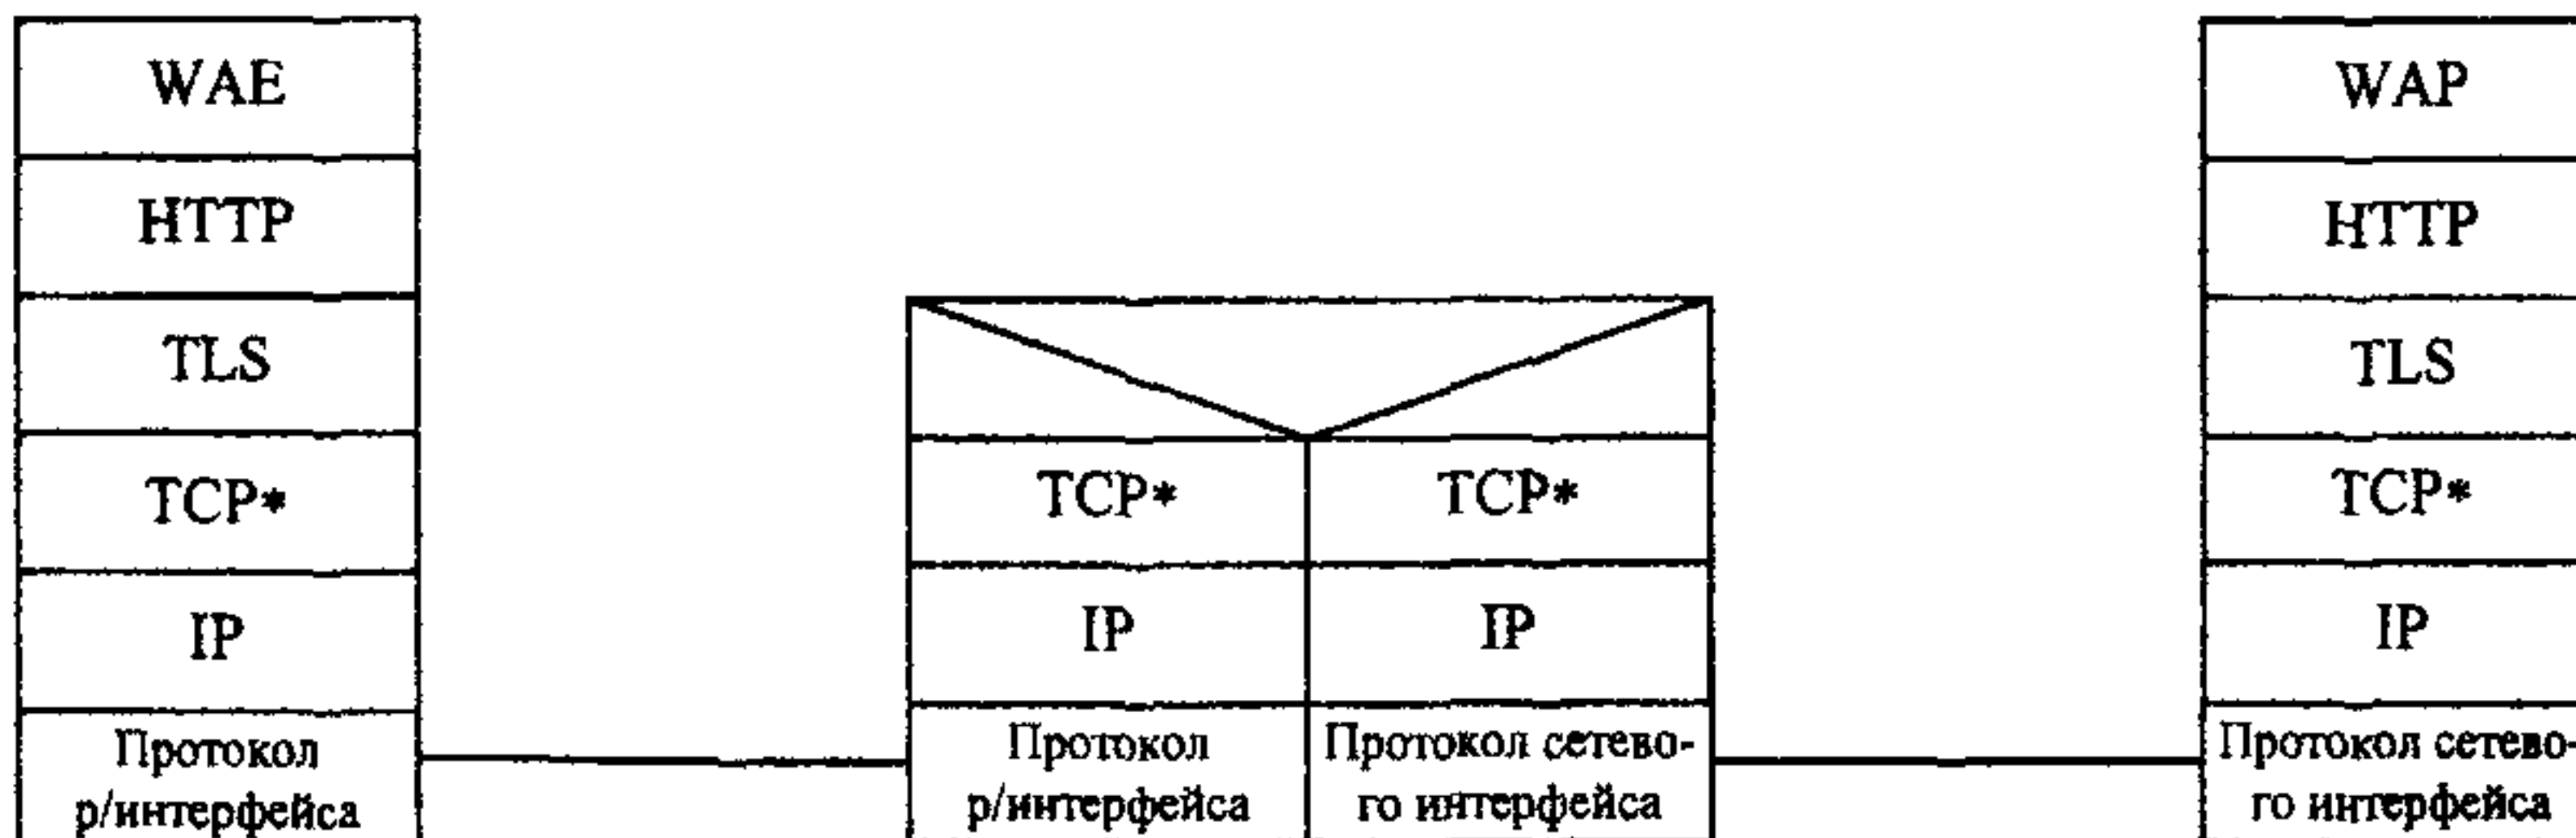 WAE
HTTP
TLS
TCP*
IP
Протокол
р/интерфейса
TCP*
IP
Протокол
р/интерфейса
TCP*
IP
Протокол сетево-
го интерфейса
WAP
HTTP
TLS
TCP*
IP
Протокол сетево-
го интерфейса